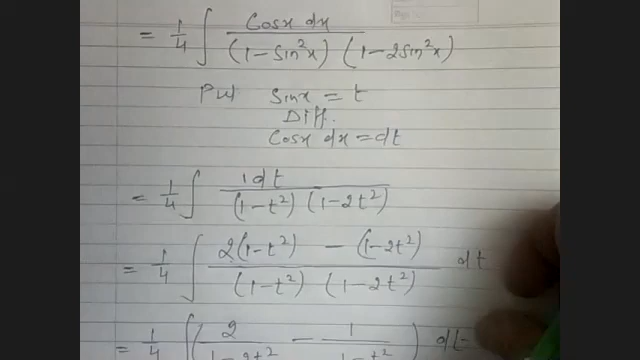 = 1/4 ∫ Cosx dx / (1 - Sin²x) (1 - 2Sin²x)
Put Sinx = t
Diff.
Cosx dx = dt
= 1/4 ∫ 1dt / (1-t²) (1-2t²)
= 1/4 ∫ 2(1-t²) - (1-2t²) / (1-t²) (1-2t²) dt
= 1/4 ∫ (2 / 1-2t² - 1 / 1-t²) dt